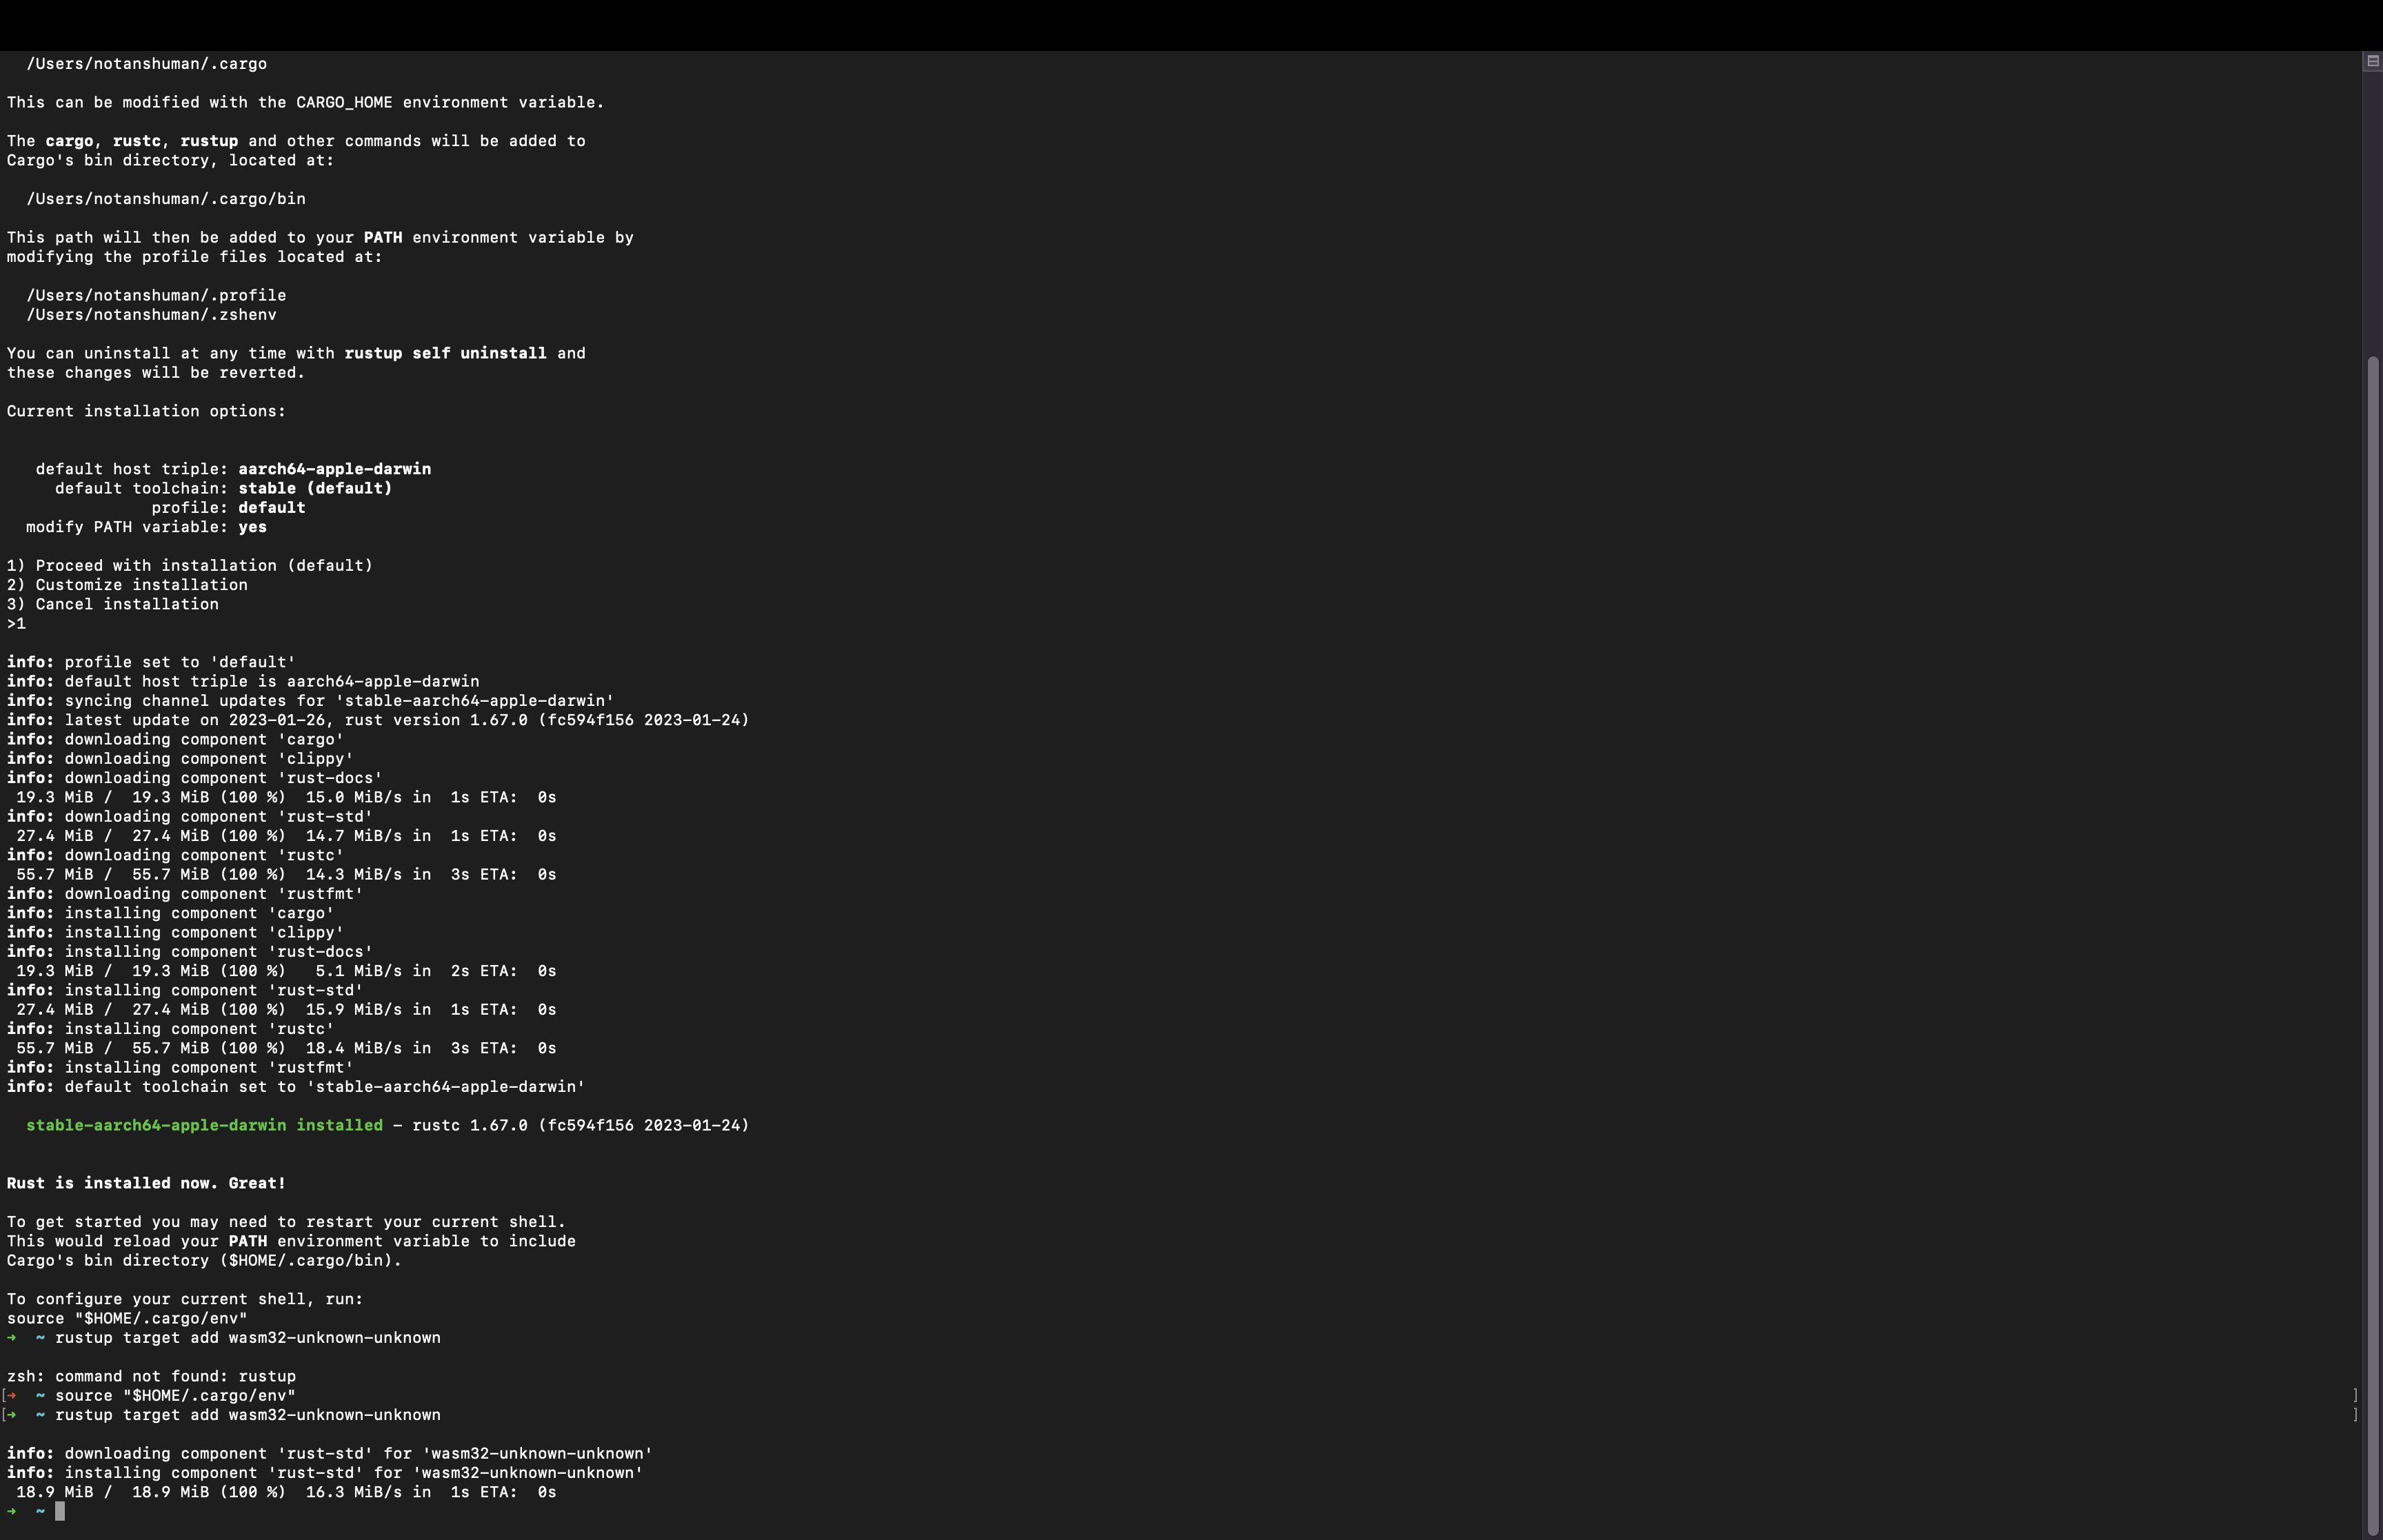 /Users/notanshuman/.cargo
This can be modified with the CARGO_HOME environment variable.
The cargo, rustc, rustup and other commands will be added to
Cargo's bin directory, located at:
/Users/notanshuman/.cargo/bin
This path will then be added to your PATH environment variable by
modifying the profile files located at:
/Users/notanshuman/.profile
/Users/notanshuman/.zshenv
You can uninstall at any time with rustup self uninstall and
these changes will be reverted.
Current installation options:
default host triple: aarch64-apple-darwin
default toolchain: stable (default)
profile: default
modify PATH variable: yes
1) Proceed with installation (default)
2) Customize installation
3) Cancel installation
>1
info: profile set to 'default'
info: default host triple is aarch64-apple-darwin
info: syncing channel updates for 'stable-aarch64-apple-darwin'
info: latest update on 2023-01-26, rust version 1.67.0 (fc594f156 2023-01-24)
info: downloading component 'cargo'
info: downloading component 'clippy'
info: downloading component 'rust-docs'
19.3 MiB / 19.3 MiB (100 %) 15.0 MiB/s in 1s ETA: 0s
info: downloading component 'rust-std'
27.4 MiB / 27.4 MiB (100 %) 14.7 MiB/s in 1s ETA: 0s
info: downloading component 'rustc'
55.7 MiB / 55.7 MiB (100 %) 14.3 MiB/s in 3s ETA: 0s
info: downloading component 'rustfmt'
info: installing component 'cargo'
info: installing component 'clippy'
info: installing component 'rust-docs'
19.3 MiB / 19.3 MiB (100 %) 5.1 MiB/s in 2s ETA: 0s
info: installing component 'rust-std'
27.4 MiB / 27.4 MiB (100 %) 15.9 MiB/s in 1s ETA: 0s
info: installing component 'rustc'
55.7 MiB / 55.7 MiB (100 %) 18.4 MiB/s in 3s ETA: 0s
info: installing component 'rustfmt'
info: default toolchain set to 'stable-aarch64-apple-darwin'
stable-aarch64-apple-darwin installed - rustc 1.67.0 (fc594f156 2023-01-24)
Rust is installed now. Great!
To get started you may need to restart your current shell.
This would reload your PATH environment variable to include
Cargo's bin directory ($HOME/.cargo/bin).
To configure your current shell, run:
source "$HOME/.cargo/env"
→ ~ rustup target add wasm32-unknown-unknown
zsh: command not found: rustup
[→ ~ source "$HOME/.cargo/env" ]
[→ ~ rustup target add wasm32-unknown-unknown ]
info: downloading component 'rust-std' for 'wasm32-unknown-unknown'
info: installing component 'rust-std' for 'wasm32-unknown-unknown'
18.9 MiB / 18.9 MiB (100 %) 16.3 MiB/s in 1s ETA: 0s
→ ~